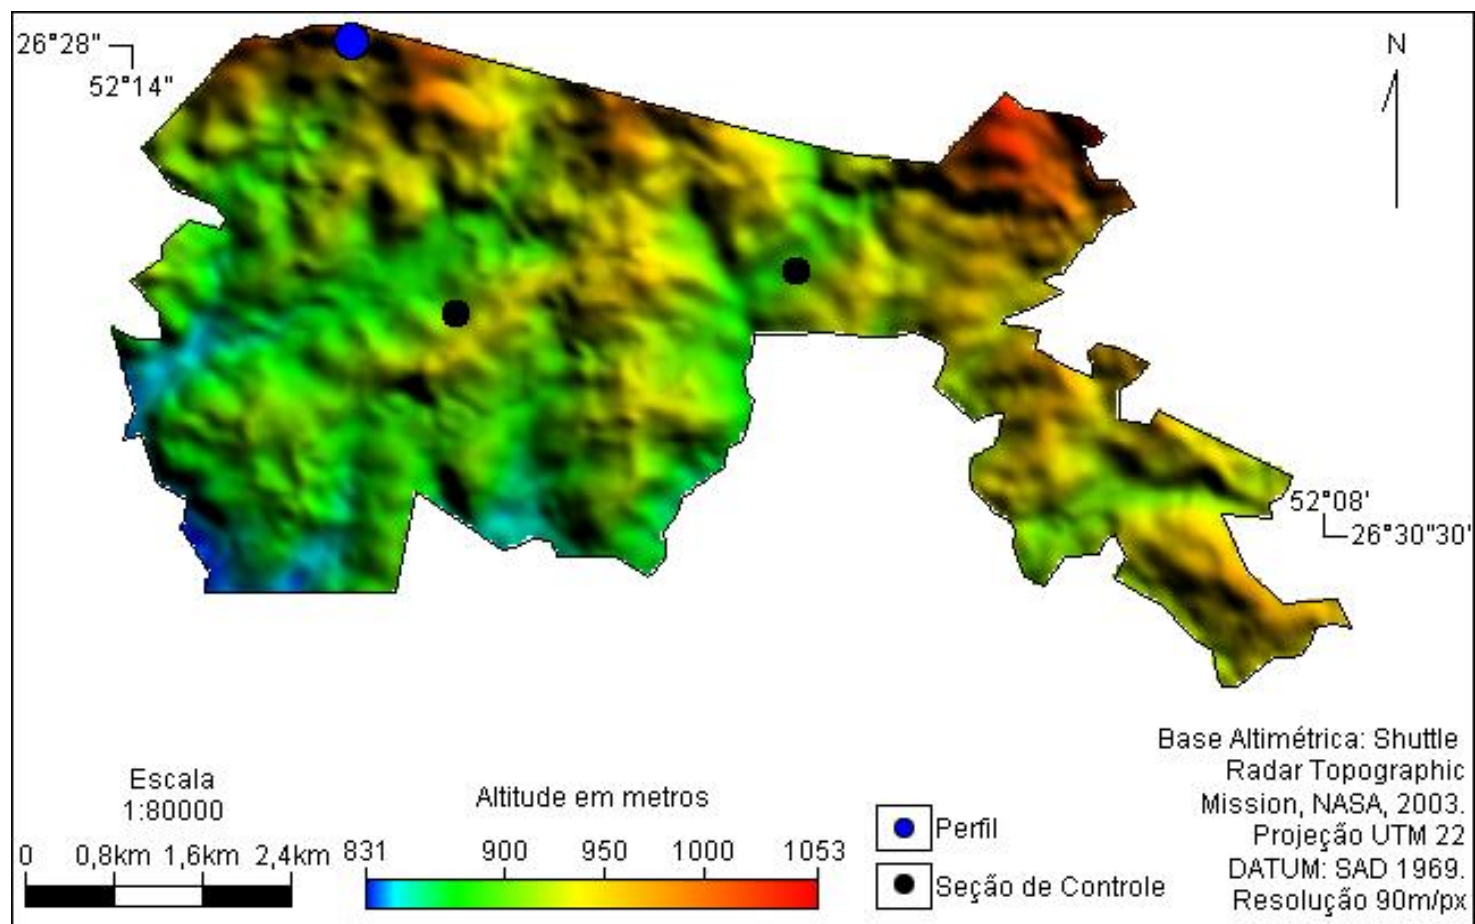 26°28"
52°14"
N
52°08'
26°30"30'
Escala
1:80000
0 0,8km 1,6km 2,4km
Altitude em metros
831 900 950 1000 1053
Perfil
Seção de Controle
Base Altimétrica: Shuttle
Radar Topographic
Mission, NASA, 2003.
Projeção UTM 22
DATUM: SAD 1969.
Resolução 90m/px